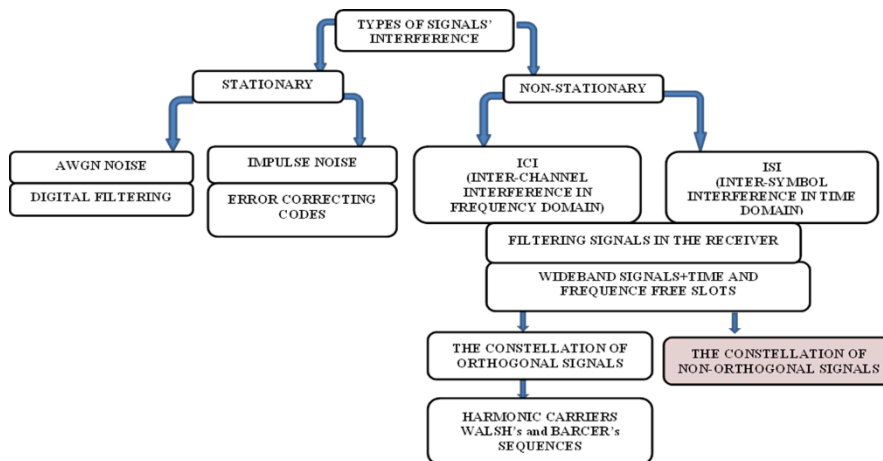 TYPES OF SIGNALS'
INTERFERENCE
STATIONARY
NON-STATIONARY
AWGN NOISE
DIGITAL FILTERING
IMPULSE NOISE
ERROR CORRECTING
CODES
ICI
(INTER-CHANNEL
INTERFERENCE IN
FREQUENCY DOMAIN)
ISI
(INTER-SYMBOL
INTERFERENCE IN TIME
DOMAIN)
FILTERING SIGNALS IN THE RECEIVER
WIDEBAND SIGNALS+TIME AND
FREQUENCE FREE SLOTS
THE CONSTELLATION OF
ORTHOGONAL SIGNALS
THE CONSTELLATION OF
NON-ORTHOGONAL SIGNALS
HARMONIC CARRIERS
WALSH's and BARCER's
SEQUENCES